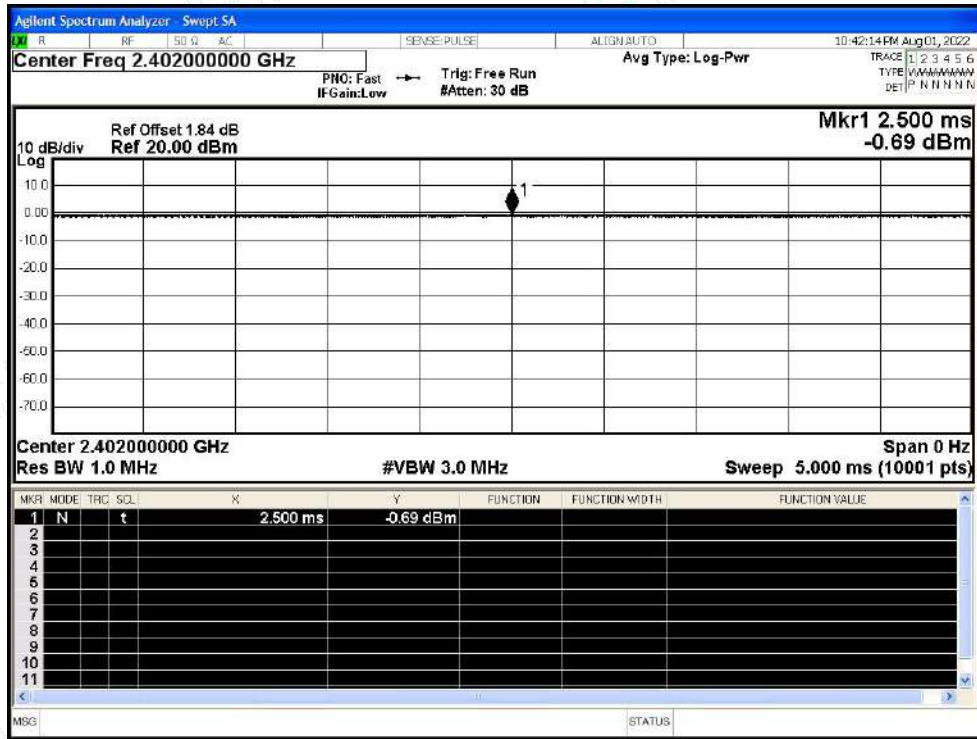 Agilent Spectrum Analyzer - Swept SA
LXI R RF 50 Ω AC SENSE:PULSE ALIGN AUTO 10:42:14 PM Aug 01, 2022
Center Freq 2.402000000 GHz
Avg Type: Log-Pwr
TRACE 1 2 3 4 5 6
PNO: Fast
Trig: Free Run
TYPE
IFGain:Low
#Atten: 30 dB
DET P N N N N N
Mkr1 2.500 ms
Ref Offset 1.84 dB
-0.69 dBm
10 dB/div Ref 20.00 dBm
Log
1
10.0
0.00
-10.0
-20.0
-30.0
-40.0
-50.0
-60.0
-70.0
Center 2.402000000 GHz Span 0 Hz
Res BW 1.0 MHz #VBW 3.0 MHz Sweep 5.000 ms (10001 pts)
MKR MODE TRC SCL X Y FUNCTION FUNCTION WIDTH FUNCTION VALUE
1 N t 2.500 ms -0.69 dBm
2
3
4
5
6
7
8
9
10
11
MSG STATUS